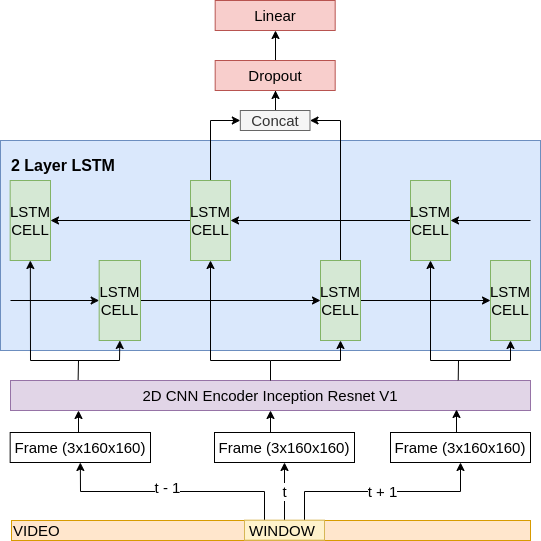 Linear
Dropout
Concat
2 Layer LSTM
LSTM
CELL
LSTM
CELL
LSTM
CELL
LSTM
CELL
LSTM
CELL
LSTM
CELL
2D CNN Encoder Inception Resnet V1
Frame (3x160x160)
Frame (3x160x160)
Frame (3x160x160)
t - 1
t
t + 1
VIDEO
WINDOW